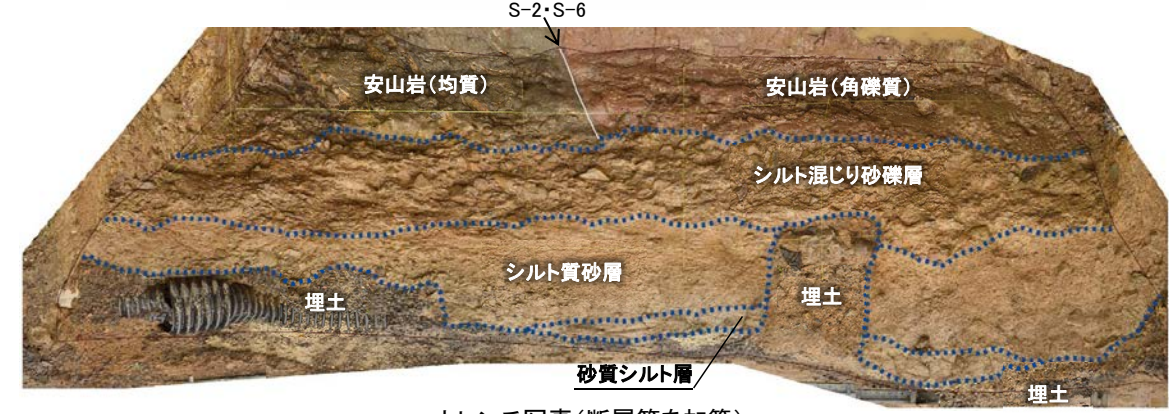 S-2・S-6
安山岩(均質)
安山岩(角礫質)
シルト混じり砂礫層
シルト質砂層
埋土
埋土
砂質シルト層
埋土